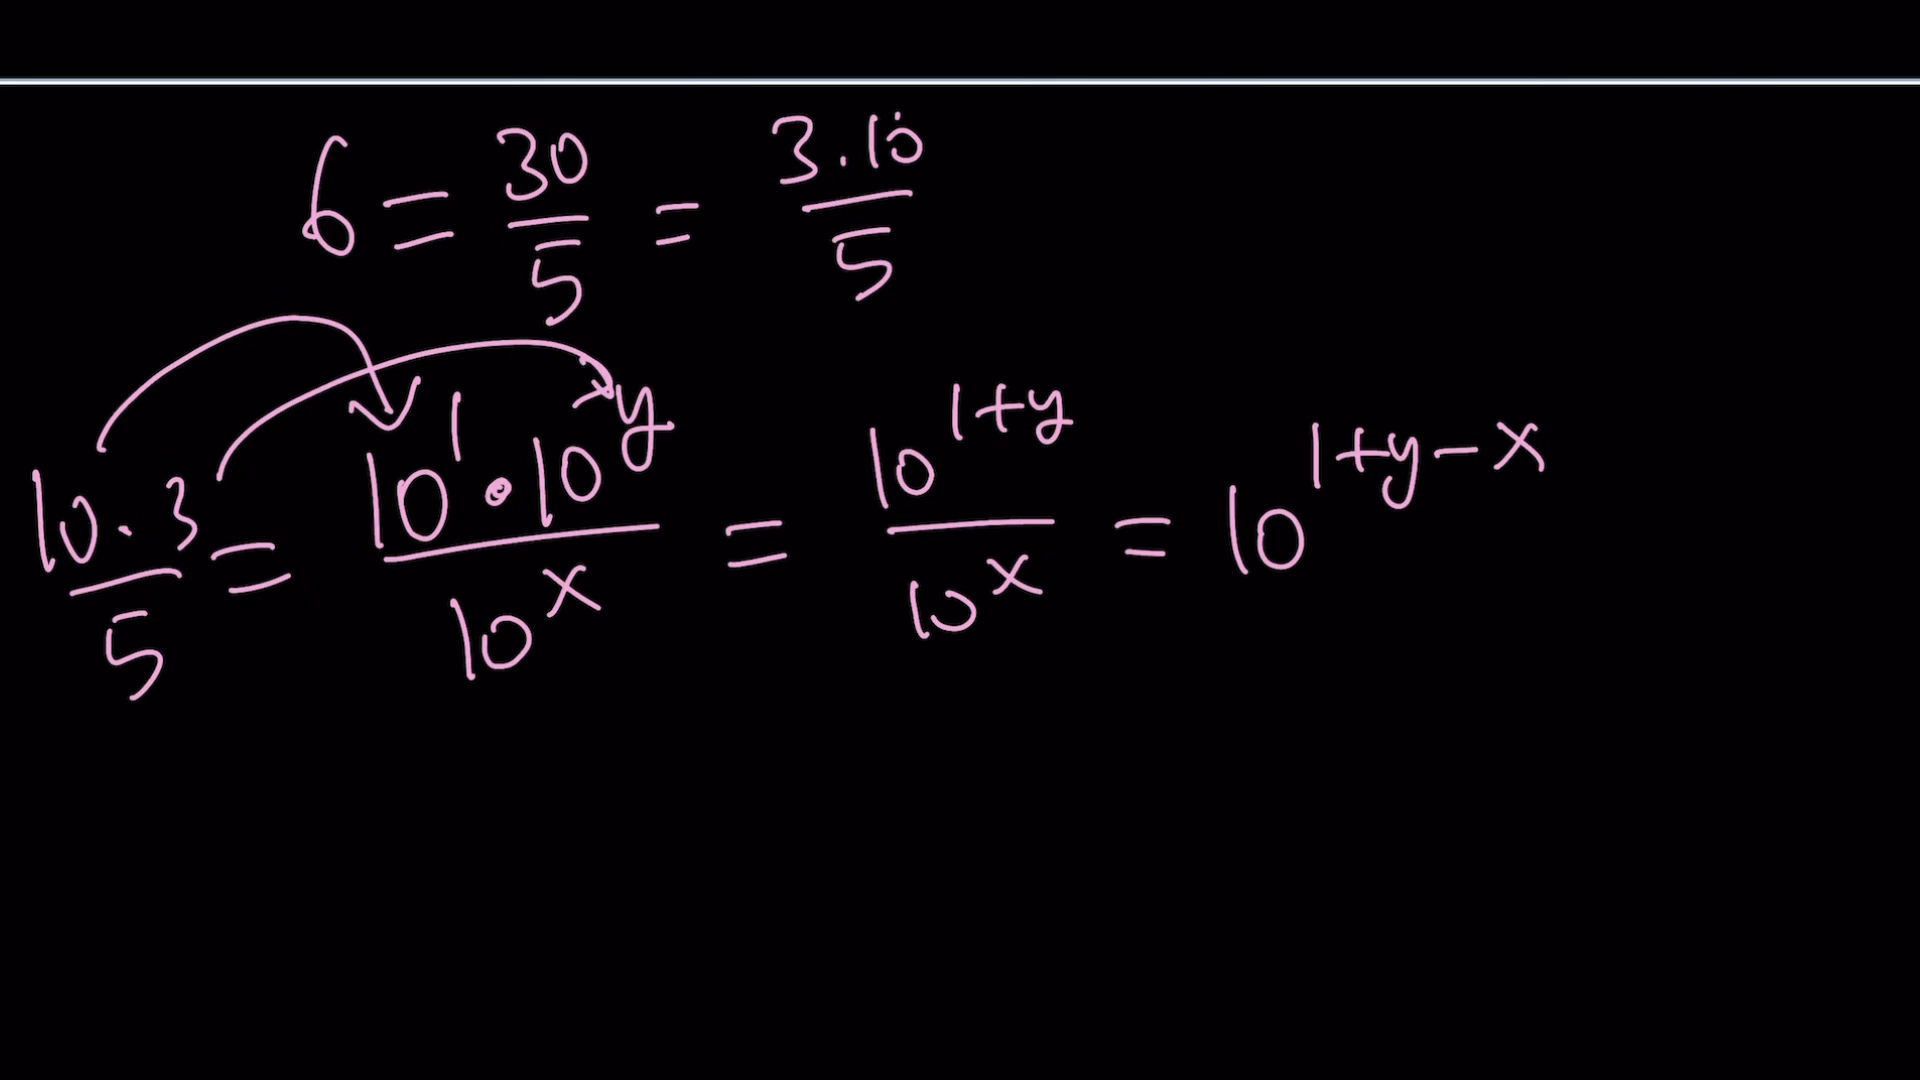 6 = 30/5 = 3.10/5
10.3/5 = 10^1 • 10^y / 10^x = 10^(1+y) / 10^x = 10^(1+y-x)